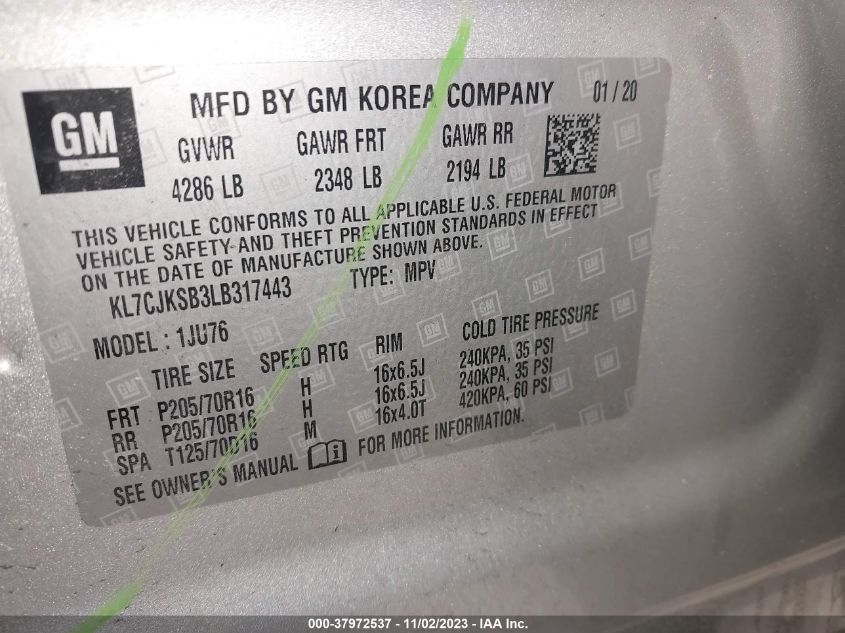 GM
MFD BY GM KOREA COMPANY 01 / 20
GVWR GAWR FRT GAWR RR
4286 LB 2348 LB 2194 LB
THIS VEHICLE CONFORMS TO ALL APPLICABLE U.S. FEDERAL MOTOR
VEHICLE SAFETY AND THEFT PREVENTION STANDARDS IN EFFECT
ON THE DATE OF MANUFACTURE SHOWN ABOVE.
KL7CJKSB3LB317443 TYPE: MPV
MODEL : 1JU76
TIRE SIZE SPEED RTG RIM COLD TIRE PRESSURE
FRT P205/70R16 H 16x6.5J 240KPA, 35 PSI
RR P205/70R16 H 16x6.5J 240KPA, 35 PSI
SPA T125/70D16 M 16x4.0T 420KPA, 60 PSI
SEE OWNER'S MANUAL FOR MORE INFORMATION.
000-37972537 - 11/02/2023 - IAA Inc.